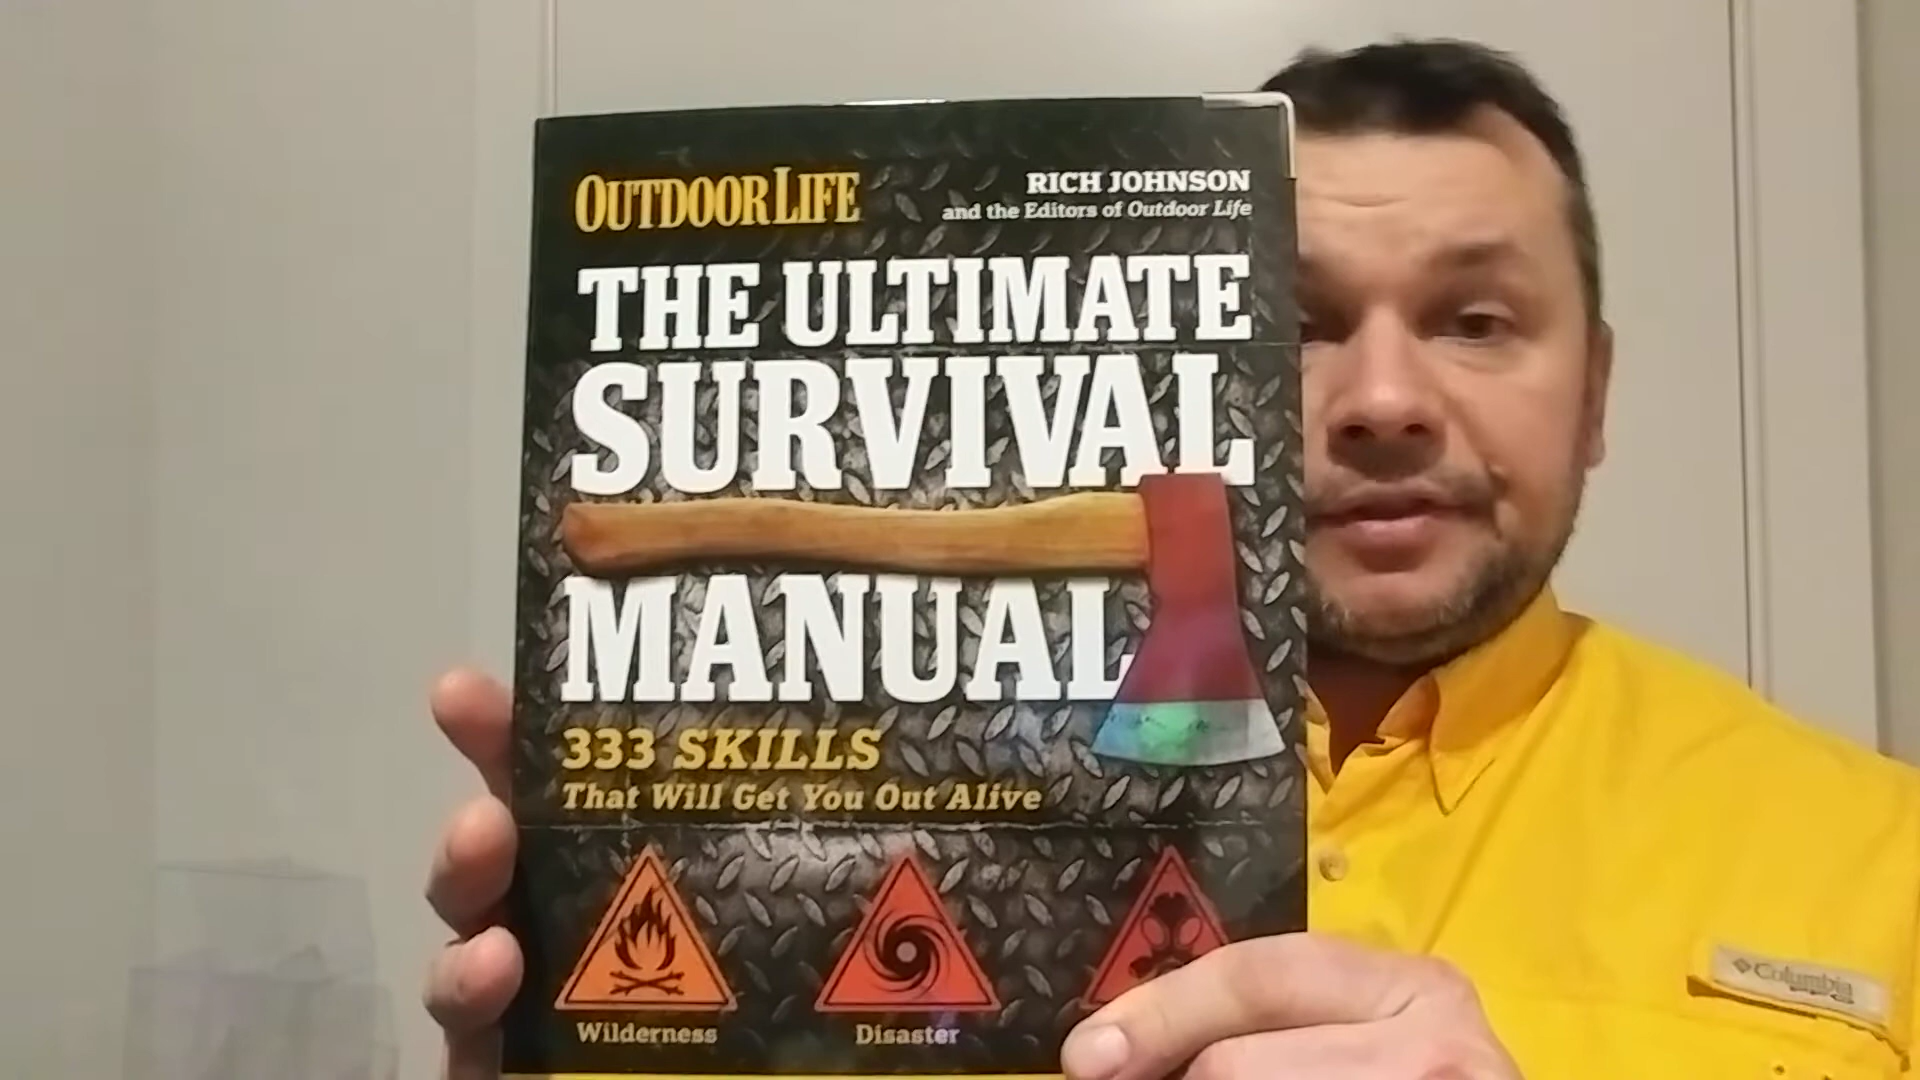 OUTDOOR LIFE
RICH JOHNSON
and the Editors of Outdoor Life
THE ULTIMATE
SURVIVAL
MANUAL
333 SKILLS
That Will Get You Out Alive
Wilderness
Disaster
Columbia